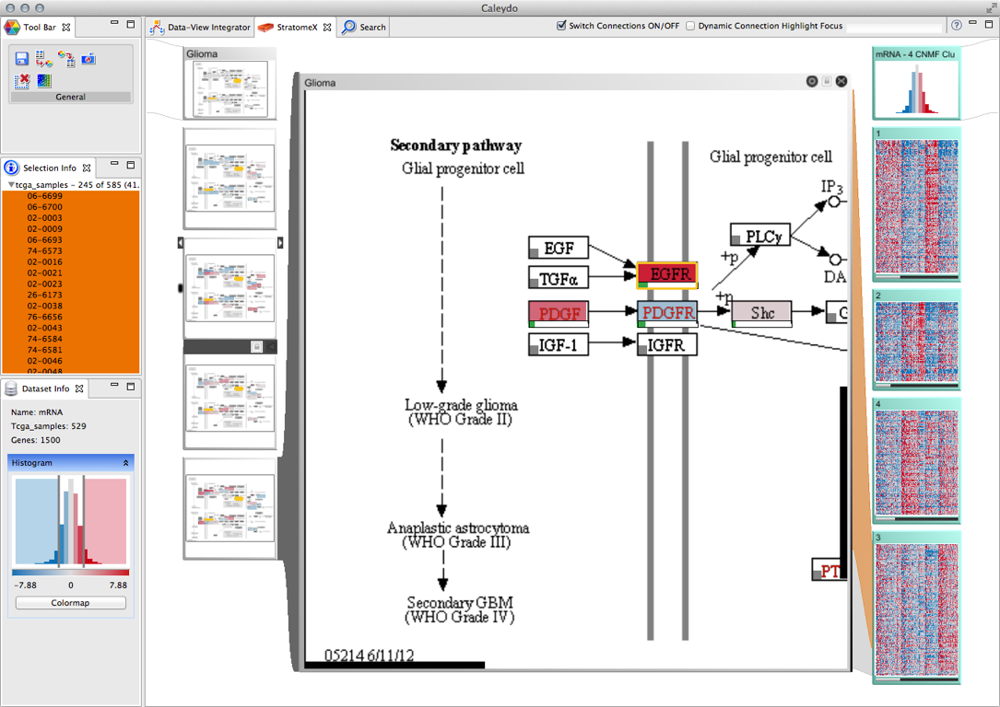 Caleydo
Tool Bar
General
Selection Info
tcga_samples - 245 of 585 (41.
06-6699
06-6700
02-0003
02-0009
06-6693
74-6573
02-0016
02-0021
02-0023
26-6173
02-0038
76-6656
02-0043
74-6584
74-6581
02-0046
02-0048
Dataset Info
Name: mRNA
Tcga_samples: 529
Genes: 1500
Histogram
-7.88 0 7.88
Colormap
Data-View Integrator StratomeX Search
Switch Connections ON/OFF Dynamic Connection Highlight Focus
Glioma
Glioma
Secondary pathway
Glial progenitor cell
Glial progenitor cell
IP3
PLCγ
DA
+p
+p
EGF
EGFR
TGFα
PDGF
PDGFR
Shc
G
IGF-1
IGFR
Low-grade glioma
(WHO Grade II)
Anaplastic astrocytoma
(WHO Grade III)
PT
Secondary GBM
(WHO Grade IV)
05214 6/11/12
mRNA - 4 CNMF Clu
1
2
4
3